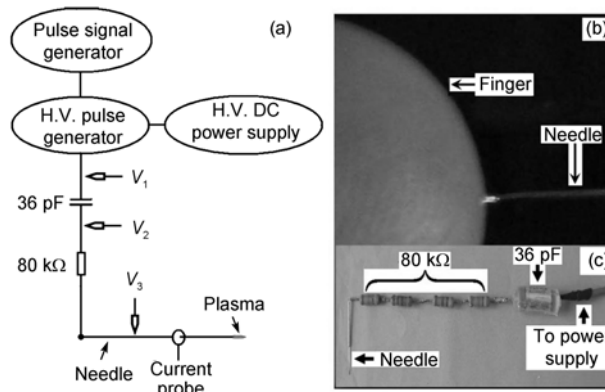 (a)
Pulse signal
generator
H.V. pulse
generator
H.V. DC
power supply
V1
36 pF
V2
80 kΩ
V3
Plasma
Needle
Current
probe
(b)
Finger
Needle
(c)
80 kΩ
36 pF
Needle
To power
supply